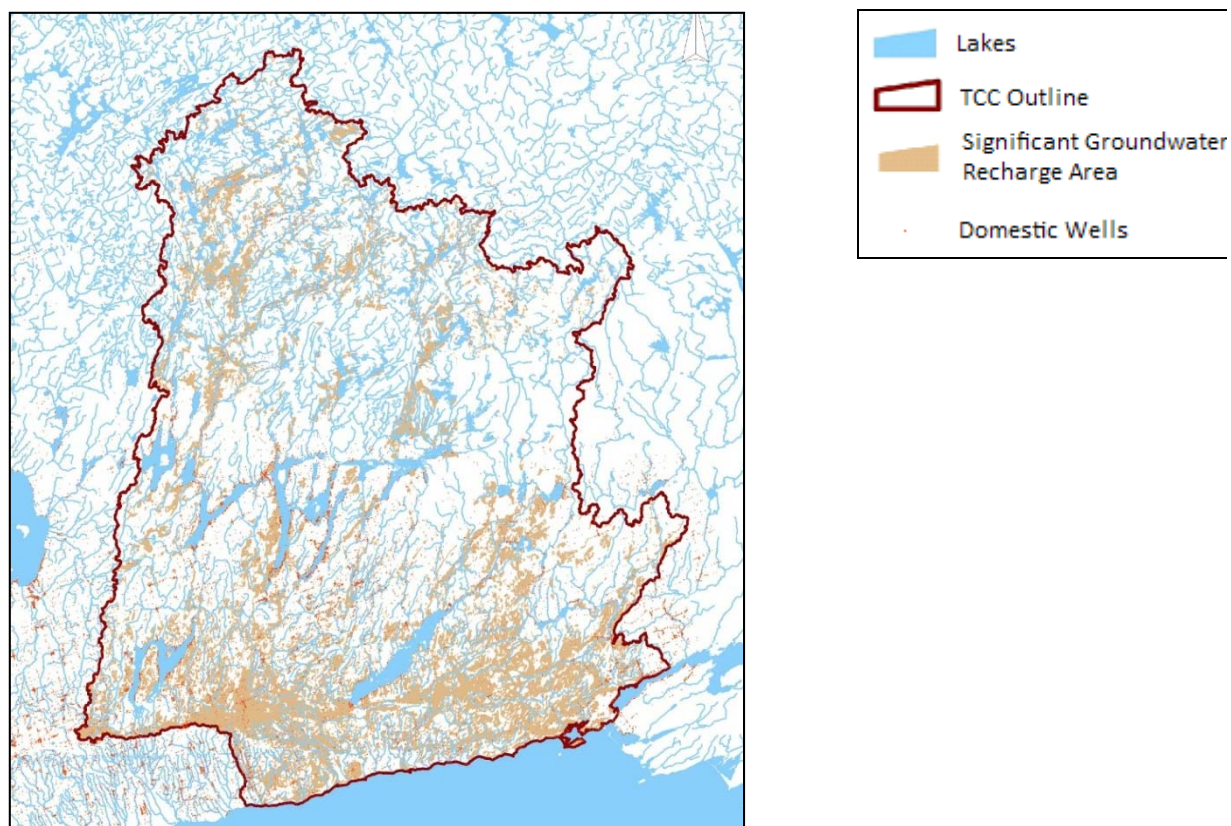 Lakes
TCC Outline
Significant Groundwater
Recharge Area
Domestic Wells